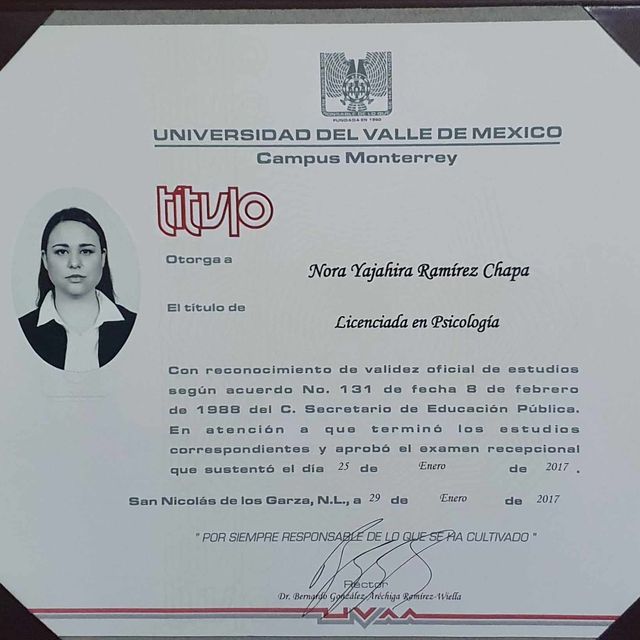 FUNDADA EN 1960
UNIVERSIDAD DEL VALLE DE MEXICO
Campus Monterrey
título
Otorga a
Nora Yajahira Ramírez Chapa
El título de
Licenciada en Psicología
Con reconocimiento de validez oficial de estudios
según acuerdo No. 131 de fecha 8 de febrero
de 1988 del C. Secretario de Educación Pública.
En atención a que terminó los estudios
correspondientes y aprobó el examen recepcional
que sustentó el día 25 de Enero de 2017 .
San Nicolás de los Garza, N.L., a 29 de Enero de 2017
" POR SIEMPRE RESPONSABLE DE LO QUE SE HA CULTIVADO "
Rector
Dr. Bernardo González Aréchiga Ramírez-Wiella
UVM